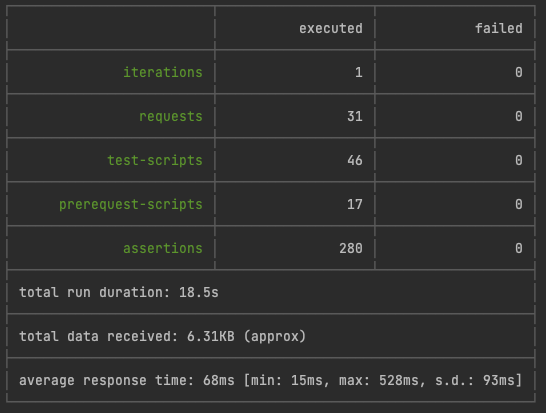 executed failed
iterations 1 0
requests 31 0
test-scripts 46 0
prerequest-scripts 17 0
assertions 280 0
total run duration: 18.5s
total data received: 6.31KB (approx)
average response time: 68ms [min: 15ms, max: 528ms, s.d.: 93ms]